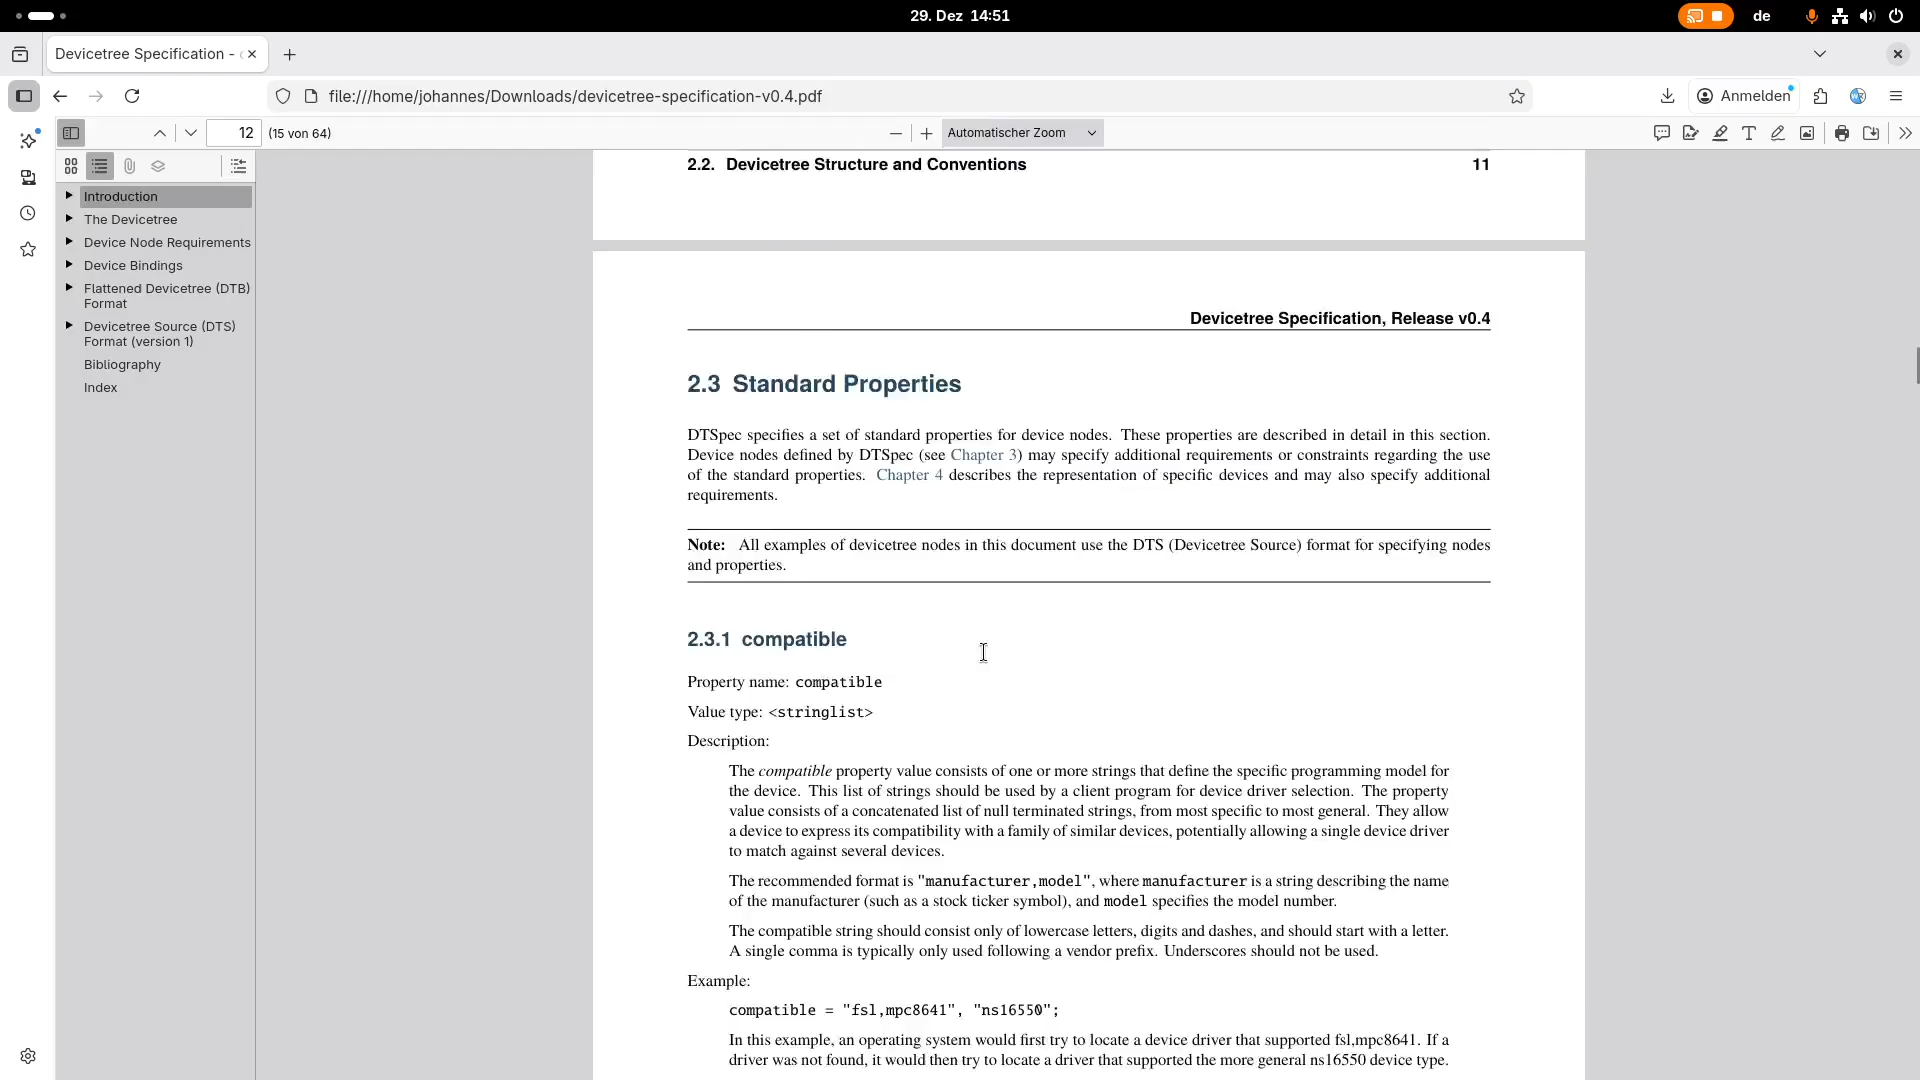 29. Dez 14:51
de
Devicetree Specification -
file:///home/johannes/Downloads/devicetree-specification-v0.4.pdf
Anmelden
12 (15 von 64)
Automatischer Zoom
Introduction
The Devicetree
Device Node Requirements
Device Bindings
Flattened Devicetree (DTB)
Format
Devicetree Source (DTS)
Format (version 1)
Bibliography
Index
2.2. Devicetree Structure and Conventions 11
Devicetree Specification, Release v0.4
2.3 Standard Properties
DTSpec specifies a set of standard properties for device nodes. These properties are described in detail in this section.
Device nodes defined by DTSpec (see Chapter 3) may specify additional requirements or constraints regarding the use
of the standard properties. Chapter 4 describes the representation of specific devices and may also specify additional
requirements.
Note: All examples of devicetree nodes in this document use the DTS (Devicetree Source) format for specifying nodes
and properties.
2.3.1 compatible
Property name: compatible
Value type: <stringlist>
Description:
The compatible property value consists of one or more strings that define the specific programming model for
the device. This list of strings should be used by a client program for device driver selection. The property
value consists of a concatenated list of null terminated strings, from most specific to most general. They allow
a device to express its compatibility with a family of similar devices, potentially allowing a single device driver
to match against several devices.
The recommended format is "manufacturer,model", where manufacturer is a string describing the name
of the manufacturer (such as a stock ticker symbol), and model specifies the model number.
The compatible string should consist only of lowercase letters, digits and dashes, and should start with a letter.
A single comma is typically only used following a vendor prefix. Underscores should not be used.
Example:
compatible = "fsl,mpc8641", "ns16550";
In this example, an operating system would first try to locate a device driver that supported fsl,mpc8641. If a
driver was not found, it would then try to locate a driver that supported the more general ns16550 device type.